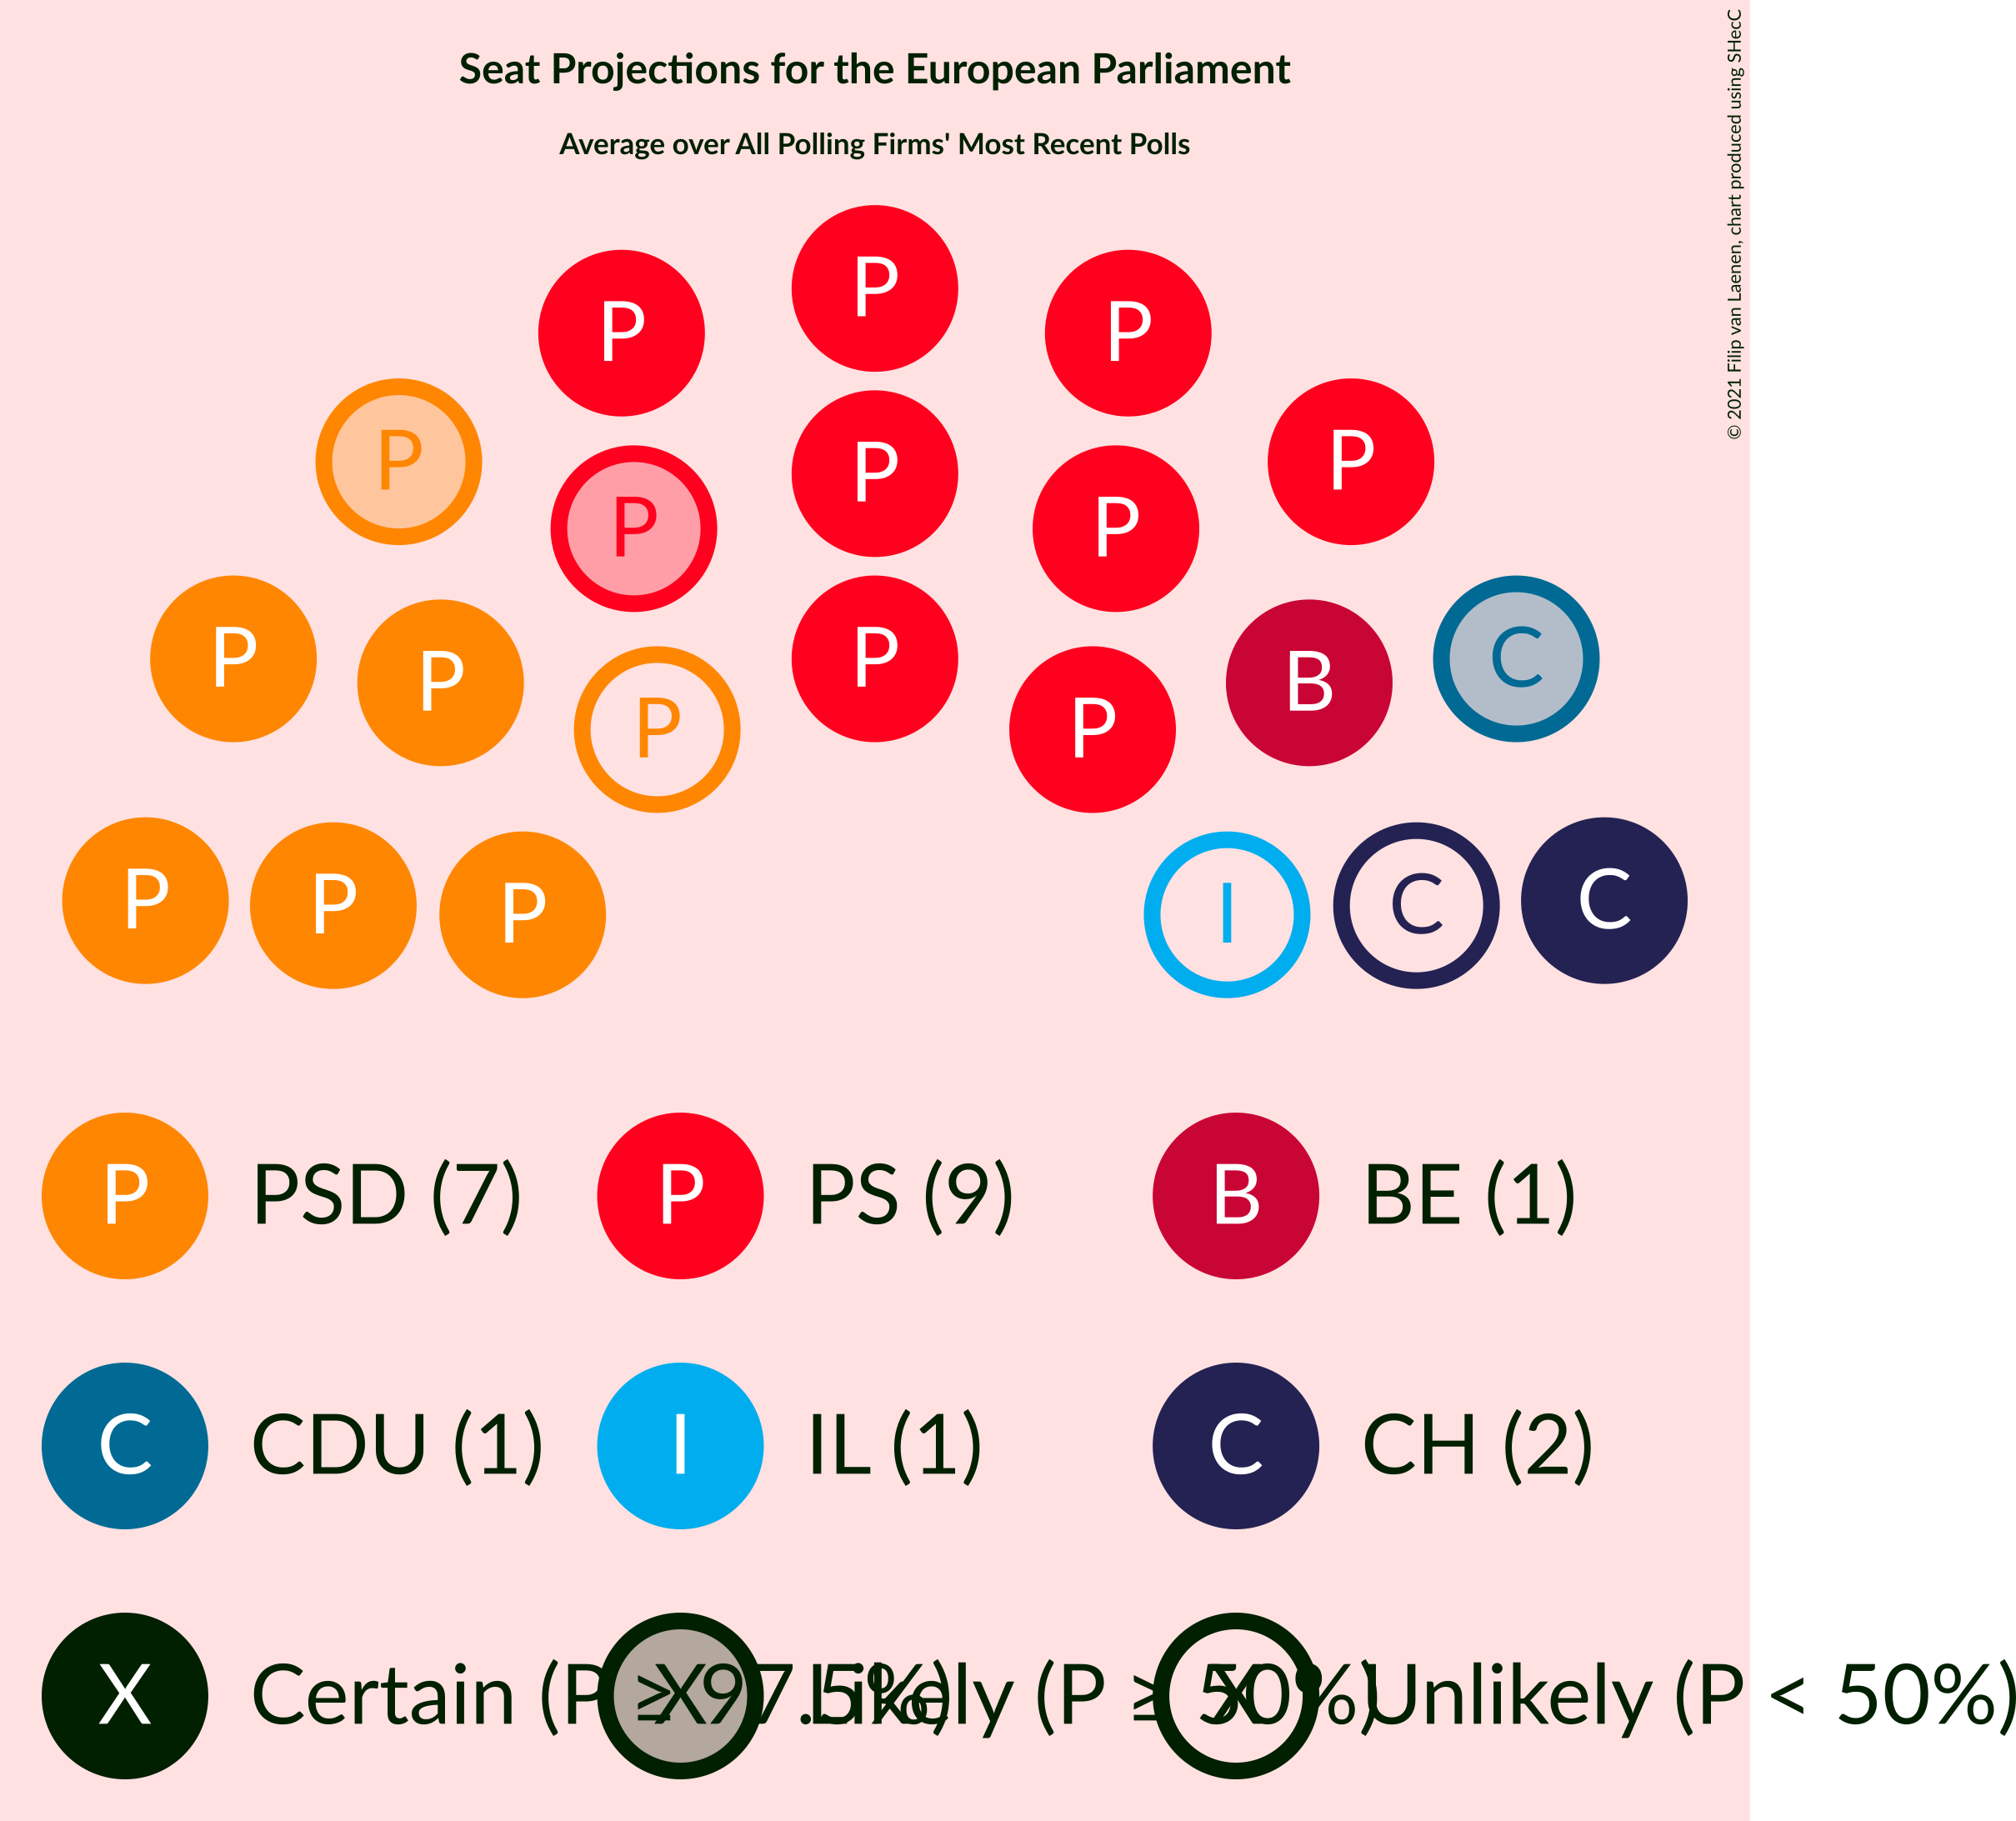 Seat Projections for the European Parliament
Average over All Polling Firms' Most Recent Polls
© 2021 Filip van Laenen, chart produced using SHecC
P
P P
P P
P
P P
P P
P C
P B
P P
P P P I C C
P PSD (7) P PS (9) B BE (1)
C CDU (1) I IL (1) C CH (2)
X Certain (P ≥ 97.5%) X Likely (P ≥ 50%) X Unlikely (P < 50%)